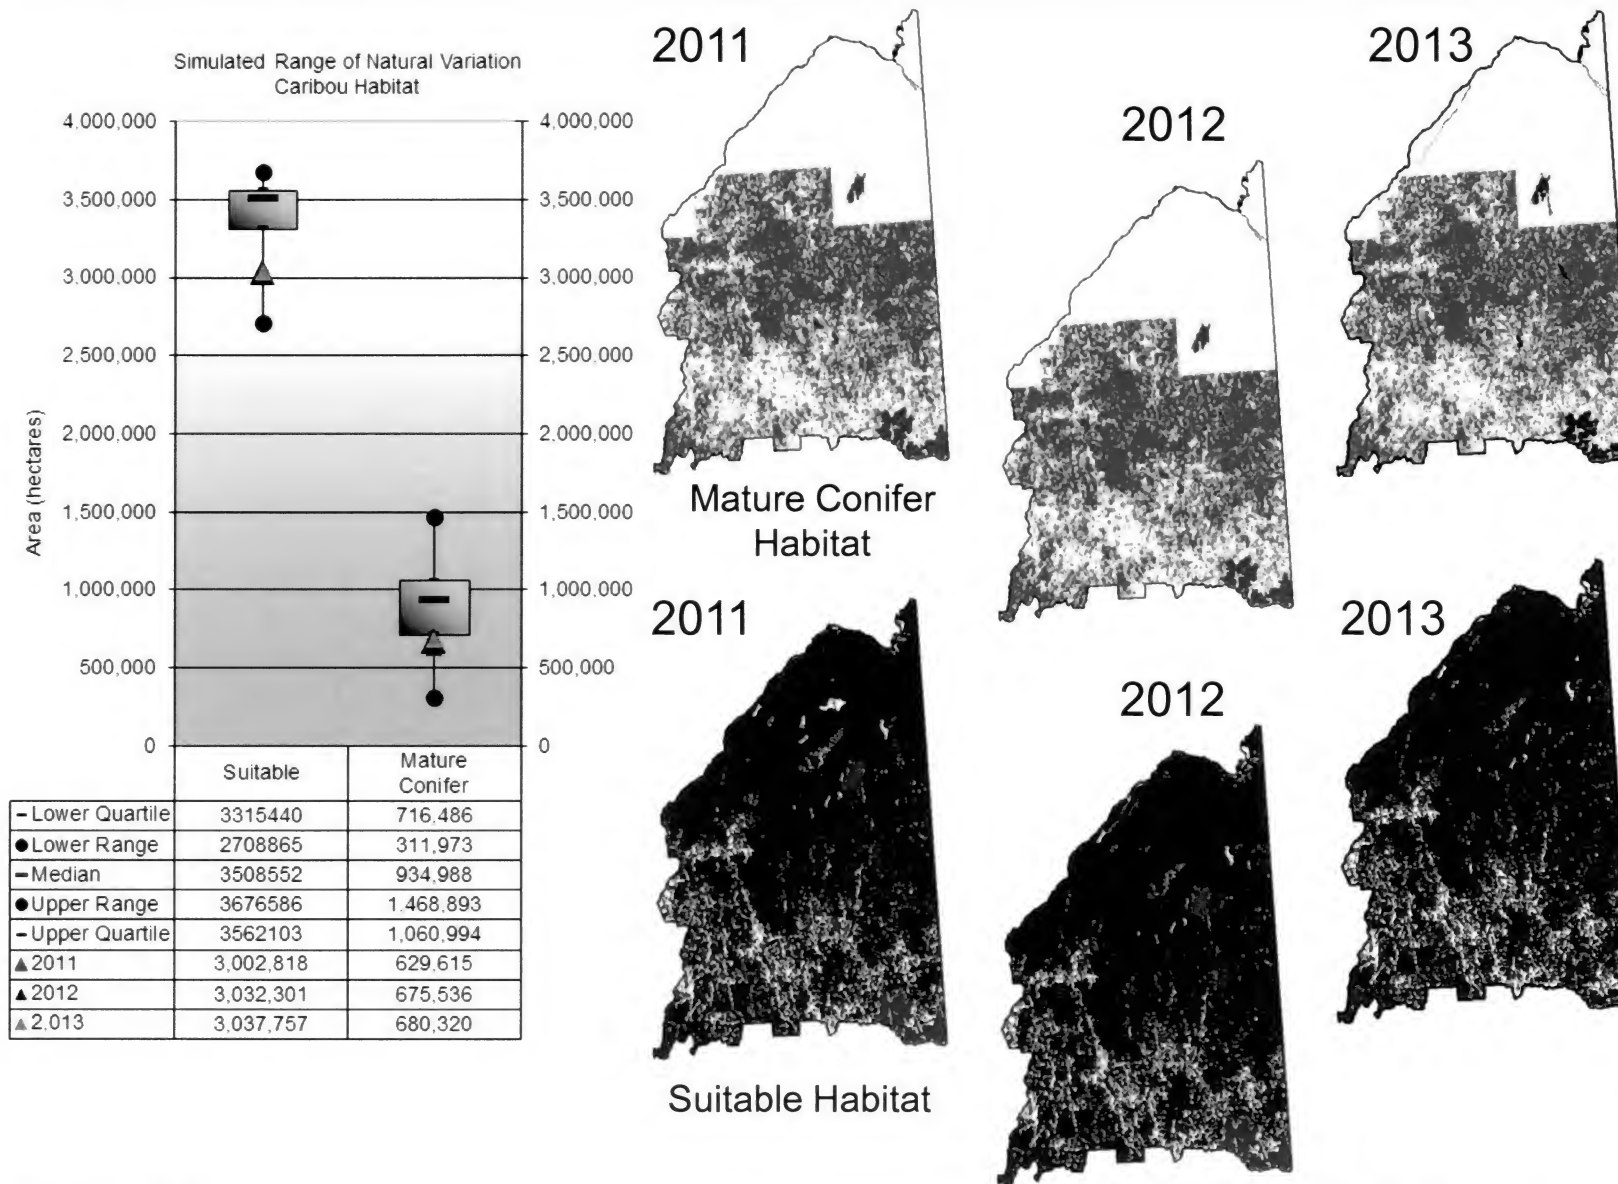 Simulated Range of Natural Variation
Caribou Habitat
4,000,000
3,500,000
3,000,000
2,500,000
2,000,000
1,500,000
1,000,000
500,000
0
Area (hectares)
4,000,000
3,500,000
3,000,000
2,500,000
2,000,000
1,500,000
1,000,000
500,000
0
Suitable
Mature
Conifer
Lower Quartile 3315440 716,486
Lower Range 2708865 311,973
Median 3508552 934,988
Upper Range 3676586 1,468,893
Upper Quartile 3562103 1,060,994
2011 3,002,818 629,615
2012 3,032,301 675,536
2,013 3,037,757 680,320
2011
2012
2013
Mature Conifer
Habitat
2011
2012
2013
Suitable Habitat